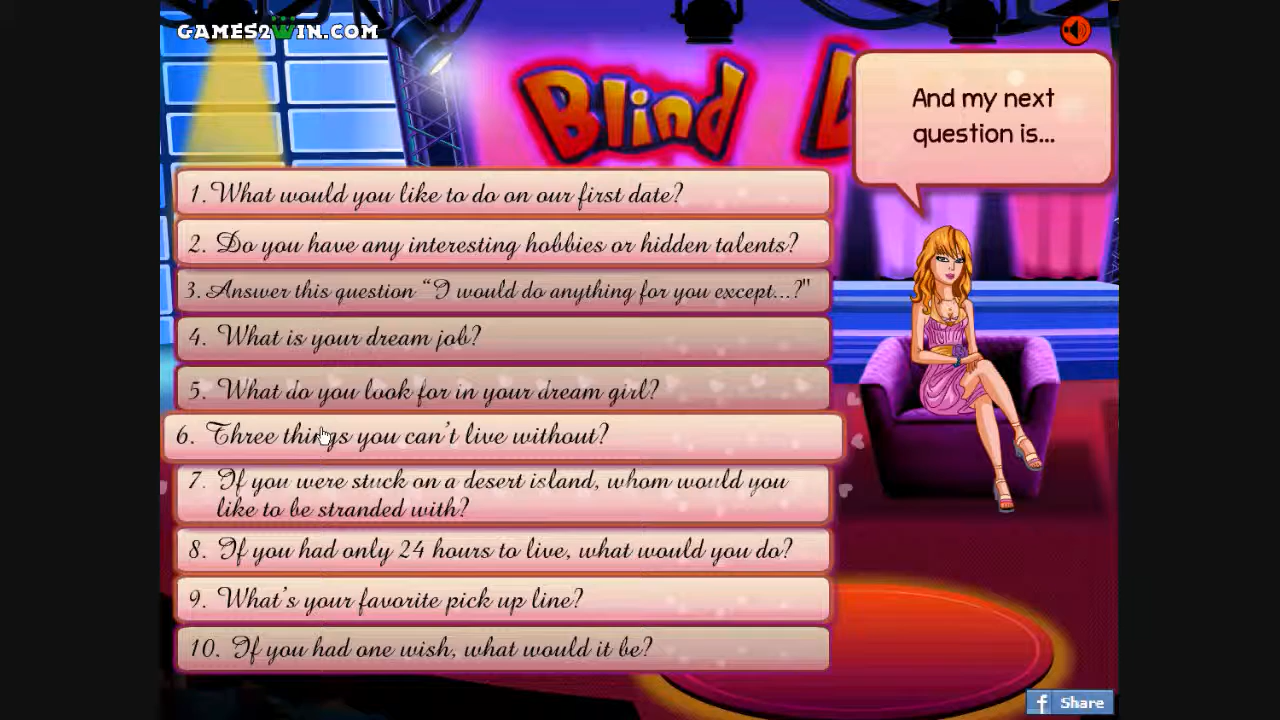 GAMES2WIN.COM
Blind D
And my next
question is...
1. What would you like to do on our first date?
2. Do you have any interesting hobbies or hidden talents?
3. Answer this question “I would do anything for you except...?"
4. What is your dream job?
5. What do you look for in your dream girl?
6. Three things you can't live without?
7. If you were stuck on a desert island, whom would you
like to be stranded with?
8. If you had only 24 hours to live, what would you do?
9. What's your favorite pick up line?
10. If you had one wish, what would it be?
f Share